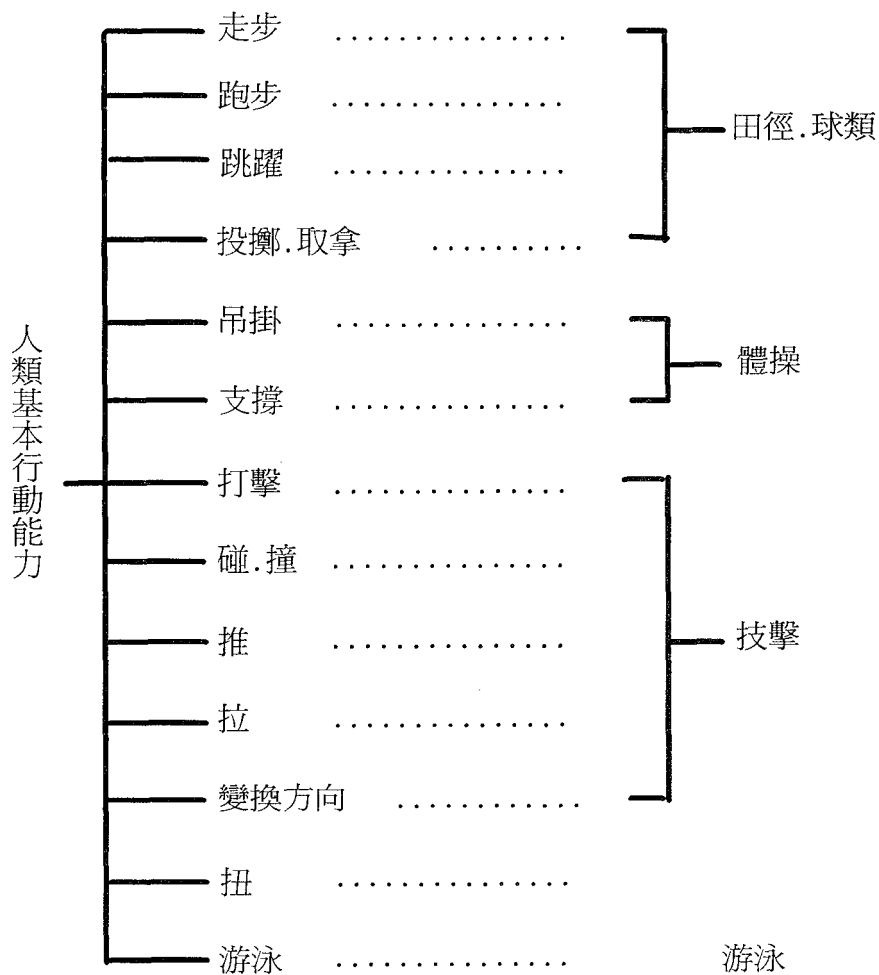 人類基本行動能力
走步 ............... 
跑步 ...............
跳躍 ...............
投擲.取拿 ..........
田徑.球類
吊掛 ...............
支撐 ...............
體操
打擊 ...............
碰.撞 ...............
推 ...............
拉 ...............
變換方向 ............
技擊
扭 ...............
游泳 ............... 游泳